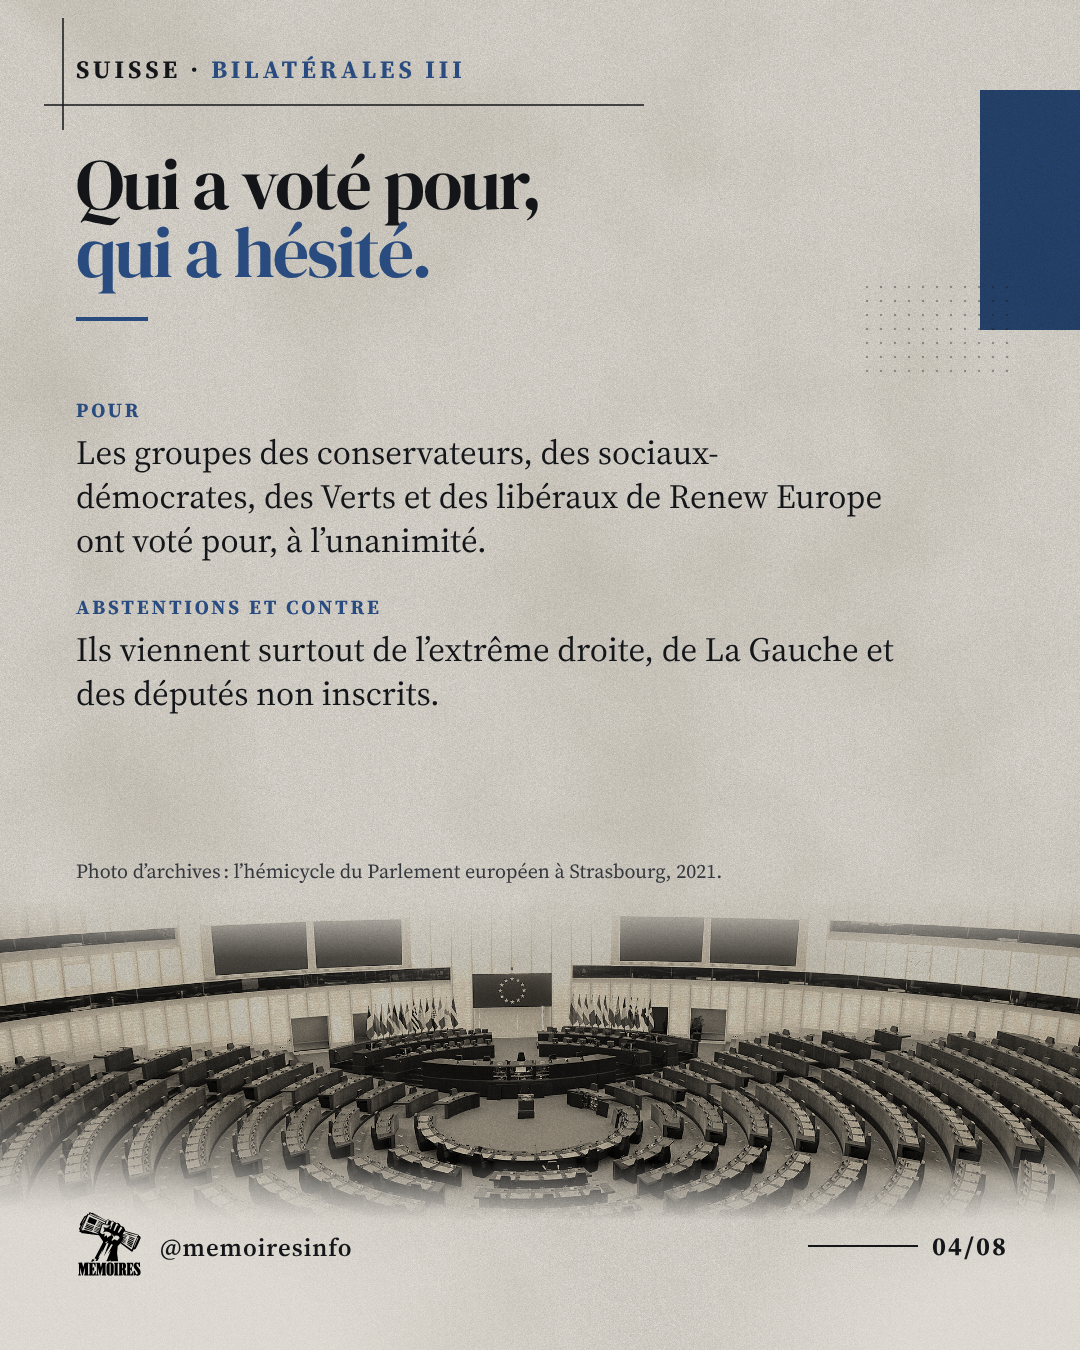 SUISSE · BILATÉRALES III
Qui a voté pour,
qui a hésité.
POUR
Les groupes des conservateurs, des sociaux-
démocrates, des Verts et des libéraux de Renew Europe
ont voté pour, à l’unanimité.
ABSTENTIONS ET CONTRE
Ils viennent surtout de l’extrême droite, de La Gauche et
des députés non inscrits.
Photo d’archives : l’hémicycle du Parlement européen à Strasbourg, 2021.
MÉMOIRES
@memoiresinfo
04/08